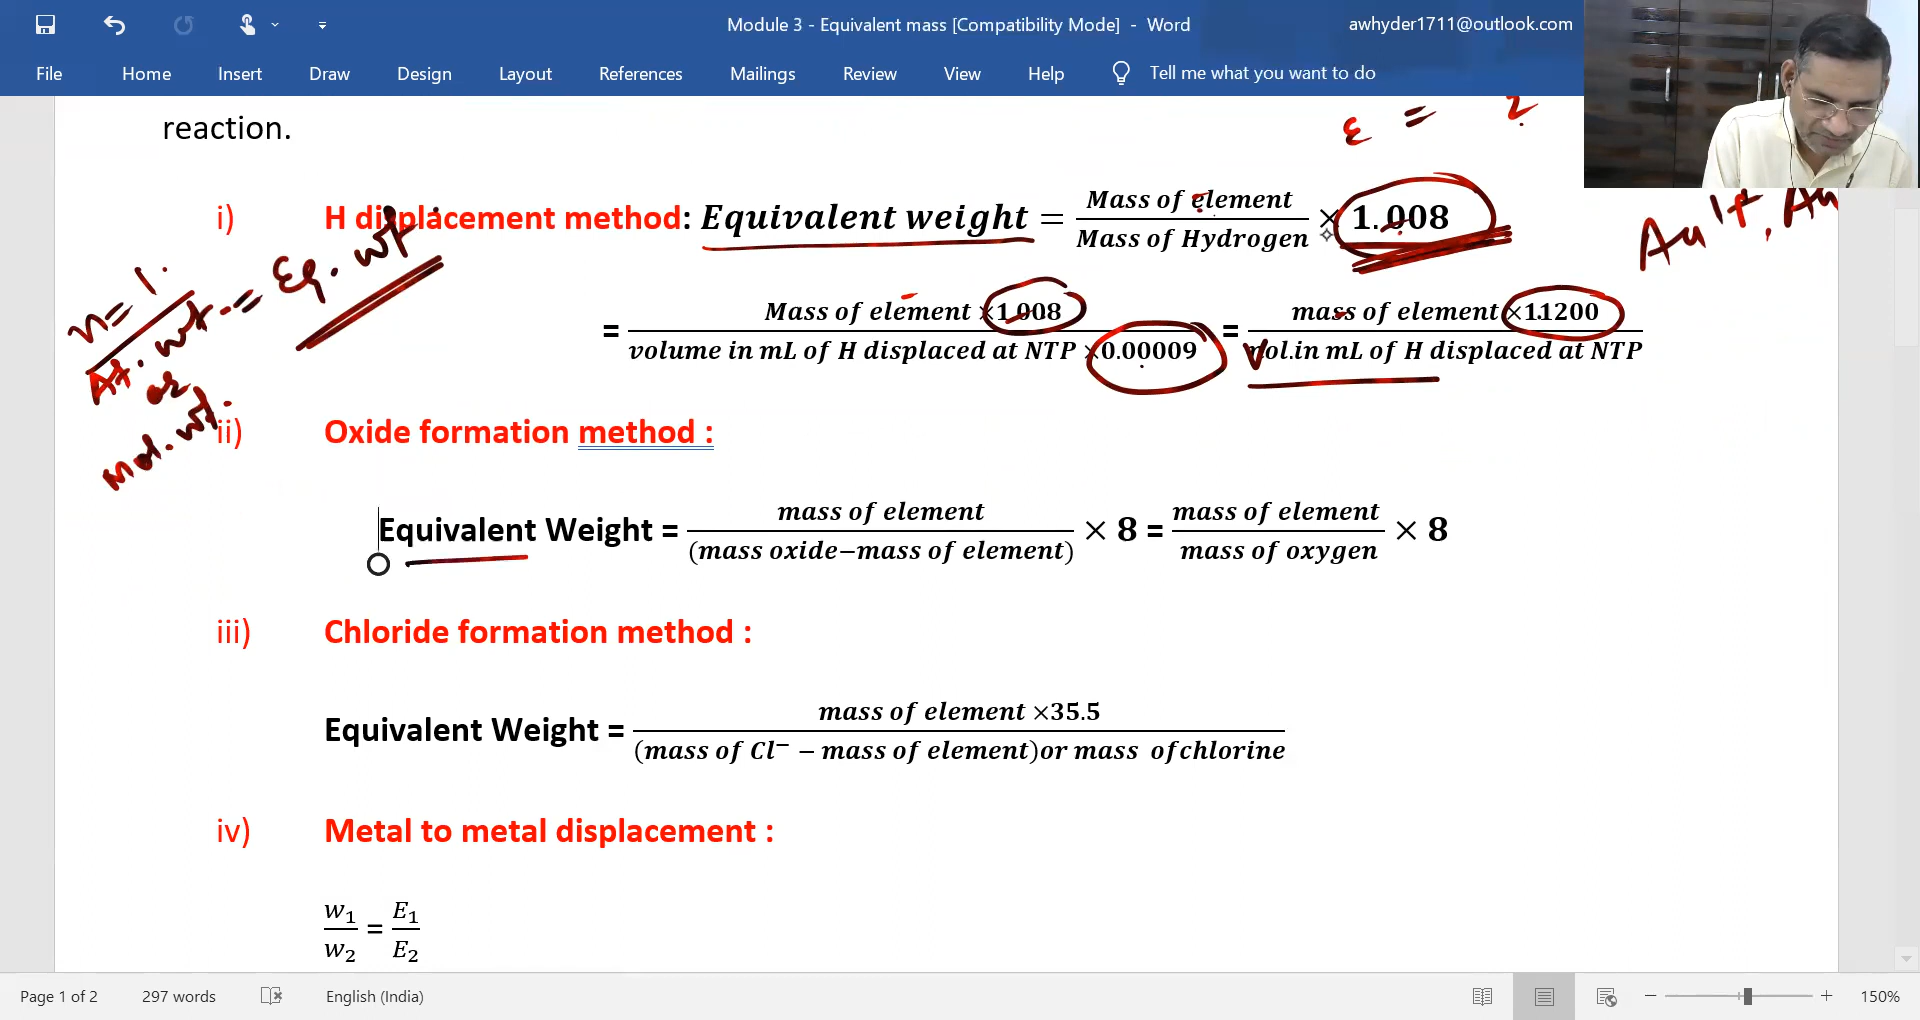 Module 3 - Equivalent mass [Compatibility Mode] - Word
awhyder1711@outlook.com
File Home Insert Draw Design Layout References Mailings Review View Help Tell me what you want to do
reaction.
ε = 2
i) H displacement method: Equivalent weight = Mass of element / Mass of Hydrogen × 1.008
Au
n = 1.
At. wt. = Eq. wt.
or
mol. wt.
= Mass of element ×1.008 / volume in mL of H displaced at NTP ×0.00009 = mass of element ×11200 / vol.in mL of H displaced at NTP
ii) Oxide formation method :
Equivalent Weight = mass of element / (mass oxide−mass of element) × 8 = mass of element / mass of oxygen × 8
iii) Chloride formation method :
Equivalent Weight = mass of element ×35.5 / (mass of Cl⁻ − mass of element)or mass ofchlorine
iv) Metal to metal displacement :
w₁ / w₂ = E₁ / E₂
Page 1 of 2 297 words English (India) 150%